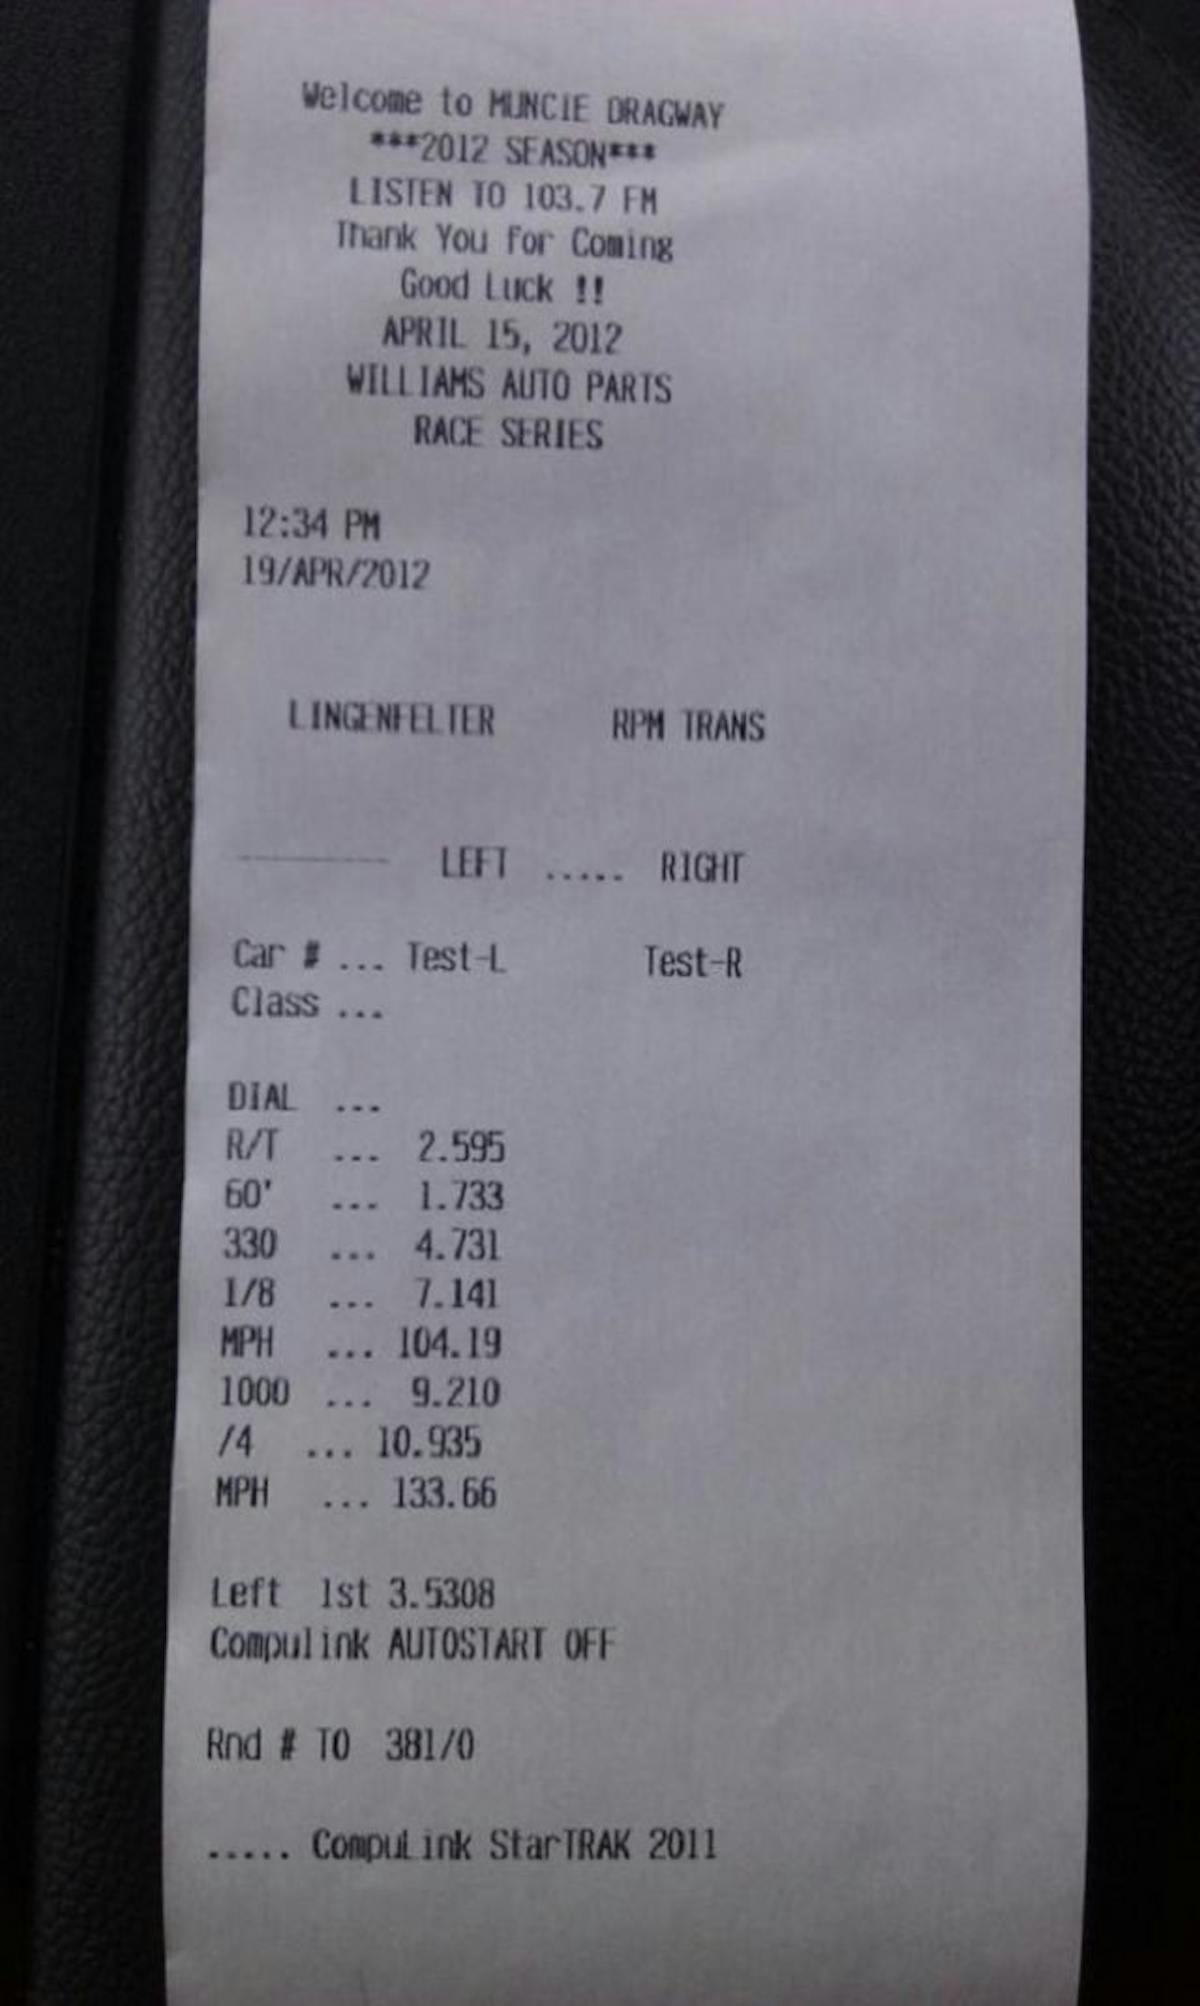 Welcome to MUNCIE DRAGWAY
***2012 SEASON***
LISTEN TO 103.7 FM
Thank You for Coming
Good Luck !!
APRIL 15, 2012
WILLIAMS AUTO PARTS
RACE SERIES
12:34 PM
19/APR/2012
LINGENFELTER RPM TRANS
LEFT ..... RIGHT
Car # ... Test-L Test-R
Class ...
DIAL ...
R/T ... 2.595
60' ... 1.733
330 ... 4.731
1/8 ... 7.141
MPH ... 104.19
1000 ... 9.210
/4 ... 10.935
MPH ... 133.66
Left 1st 3.5308
Compulink AUTOSTART OFF
Rnd # TO 381/0
..... CompuLink StarTRAK 2011